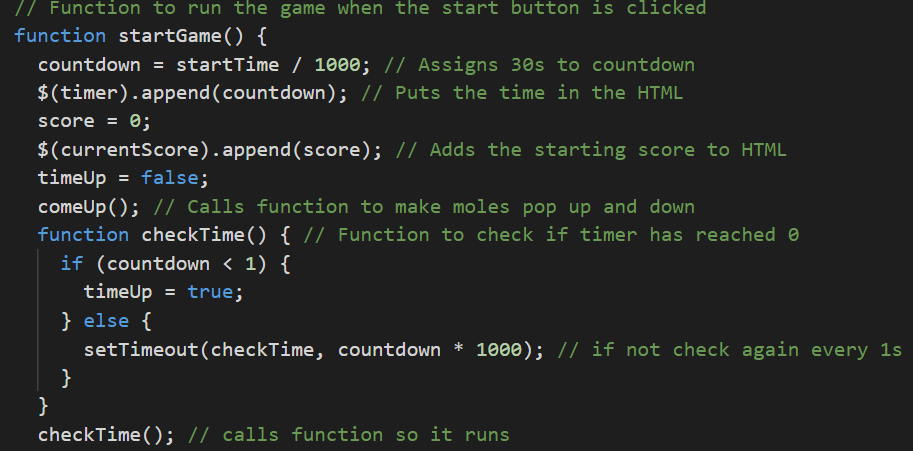 // Function to run the game when the start button is clicked
function startGame() {
  countdown = startTime / 1000; // Assigns 30s to countdown
  $(timer).append(countdown); // Puts the time in the HTML
  score = 0;
  $(currentScore).append(score); // Adds the starting score to HTML
  timeUp = false;
  comeUp(); // Calls function to make moles pop up and down
  function checkTime() { // Function to check if timer has reached 0
    if (countdown < 1) {
      timeUp = true;
    } else {
      setTimeout(checkTime, countdown * 1000); // if not check again every 1s
    }
  }
  checkTime(); // calls function so it runs